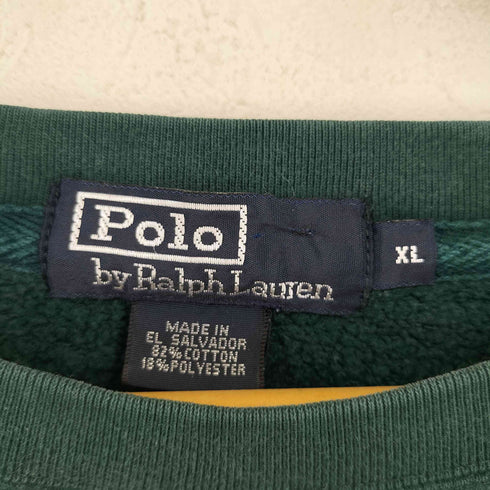 Polo
by Ralph Lauren
XL
MADE IN
EL SALVADOR
82% COTTON
18% POLYESTER